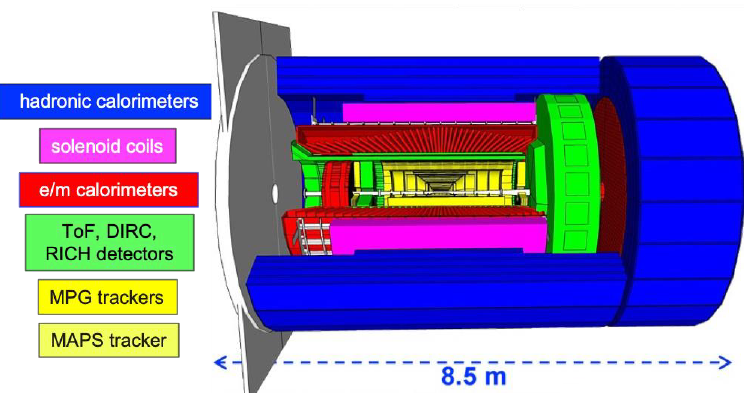 hadronic calorimeters
solenoid coils
e/m calorimeters
ToF, DIRC,
RICH detectors
MPG trackers
MAPS tracker
8.5 m